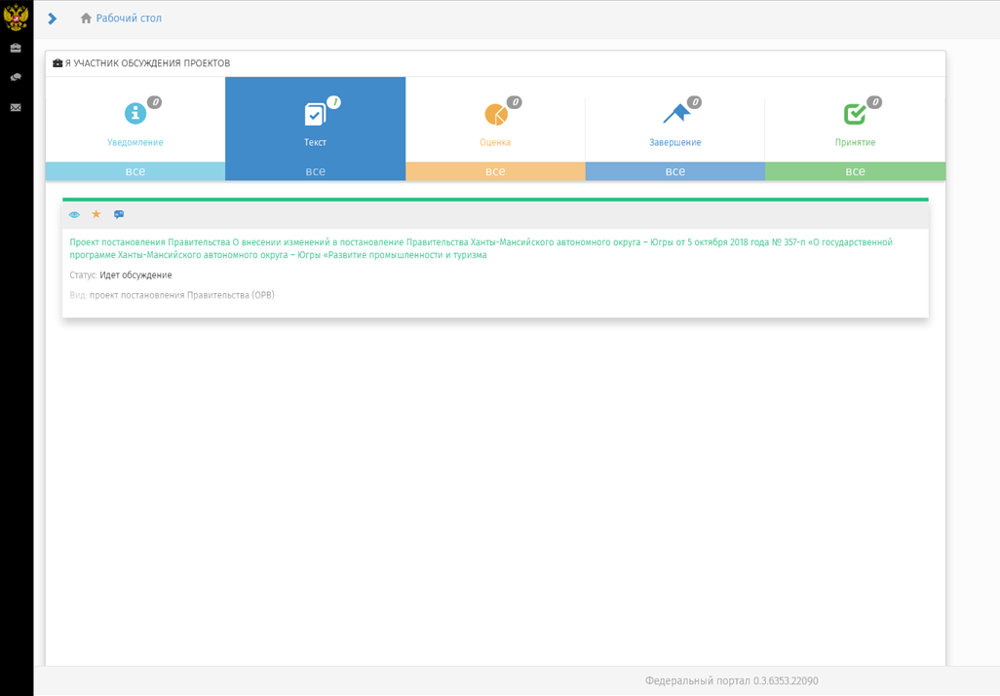 Рабочий стол
Я УЧАСТНИК ОБСУЖДЕНИЯ ПРОЕКТОВ
0
1
0
0
0
Уведомление
Текст
Оценка
Завершение
Принятие
все
все
все
все
все
Проект постановления Правительства О внесении изменений в постановление Правительства Ханты-Мансийского автономного округа – Югры от 5 октября 2018 года № 357-п «О государственной
программе Ханты-Мансийского автономного округа – Югры «Развитие промышленности и туризма
Статус: Идет обсуждение
Вид: проект постановления Правительства (ОРВ)
Федеральный портал 0.3.6353.22090